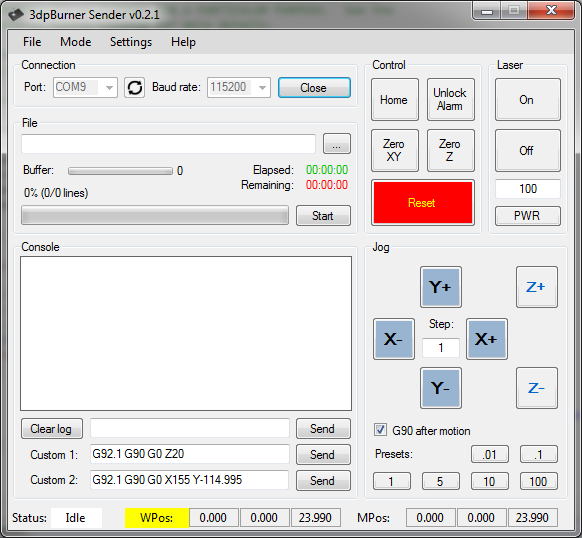 3dpBurner Sender v0.2.1
File Mode Settings Help
Connection
Port: COM9 Baud rate: 115200 Close
File
...
Buffer: 0 Elapsed: 00:00:00
Remaining: 00:00:00
0% (0/0 lines)
Start
Control
Home Unlock Alarm
Zero XY Zero Z
Reset
Laser
On
Off
100
PWR
Console
Clear log Send
Custom 1: G92.1 G90 G0 Z20 Send
Custom 2: G92.1 G90 G0 X155 Y-114.995 Send
Jog
Y+ Z+
Step:
X- 1 X+
Y- Z-
G90 after motion
Presets: .01 .1
1 5 10 100
Status: Idle WPos: 0.000 0.000 23.990 MPos: 0.000 0.000 23.990